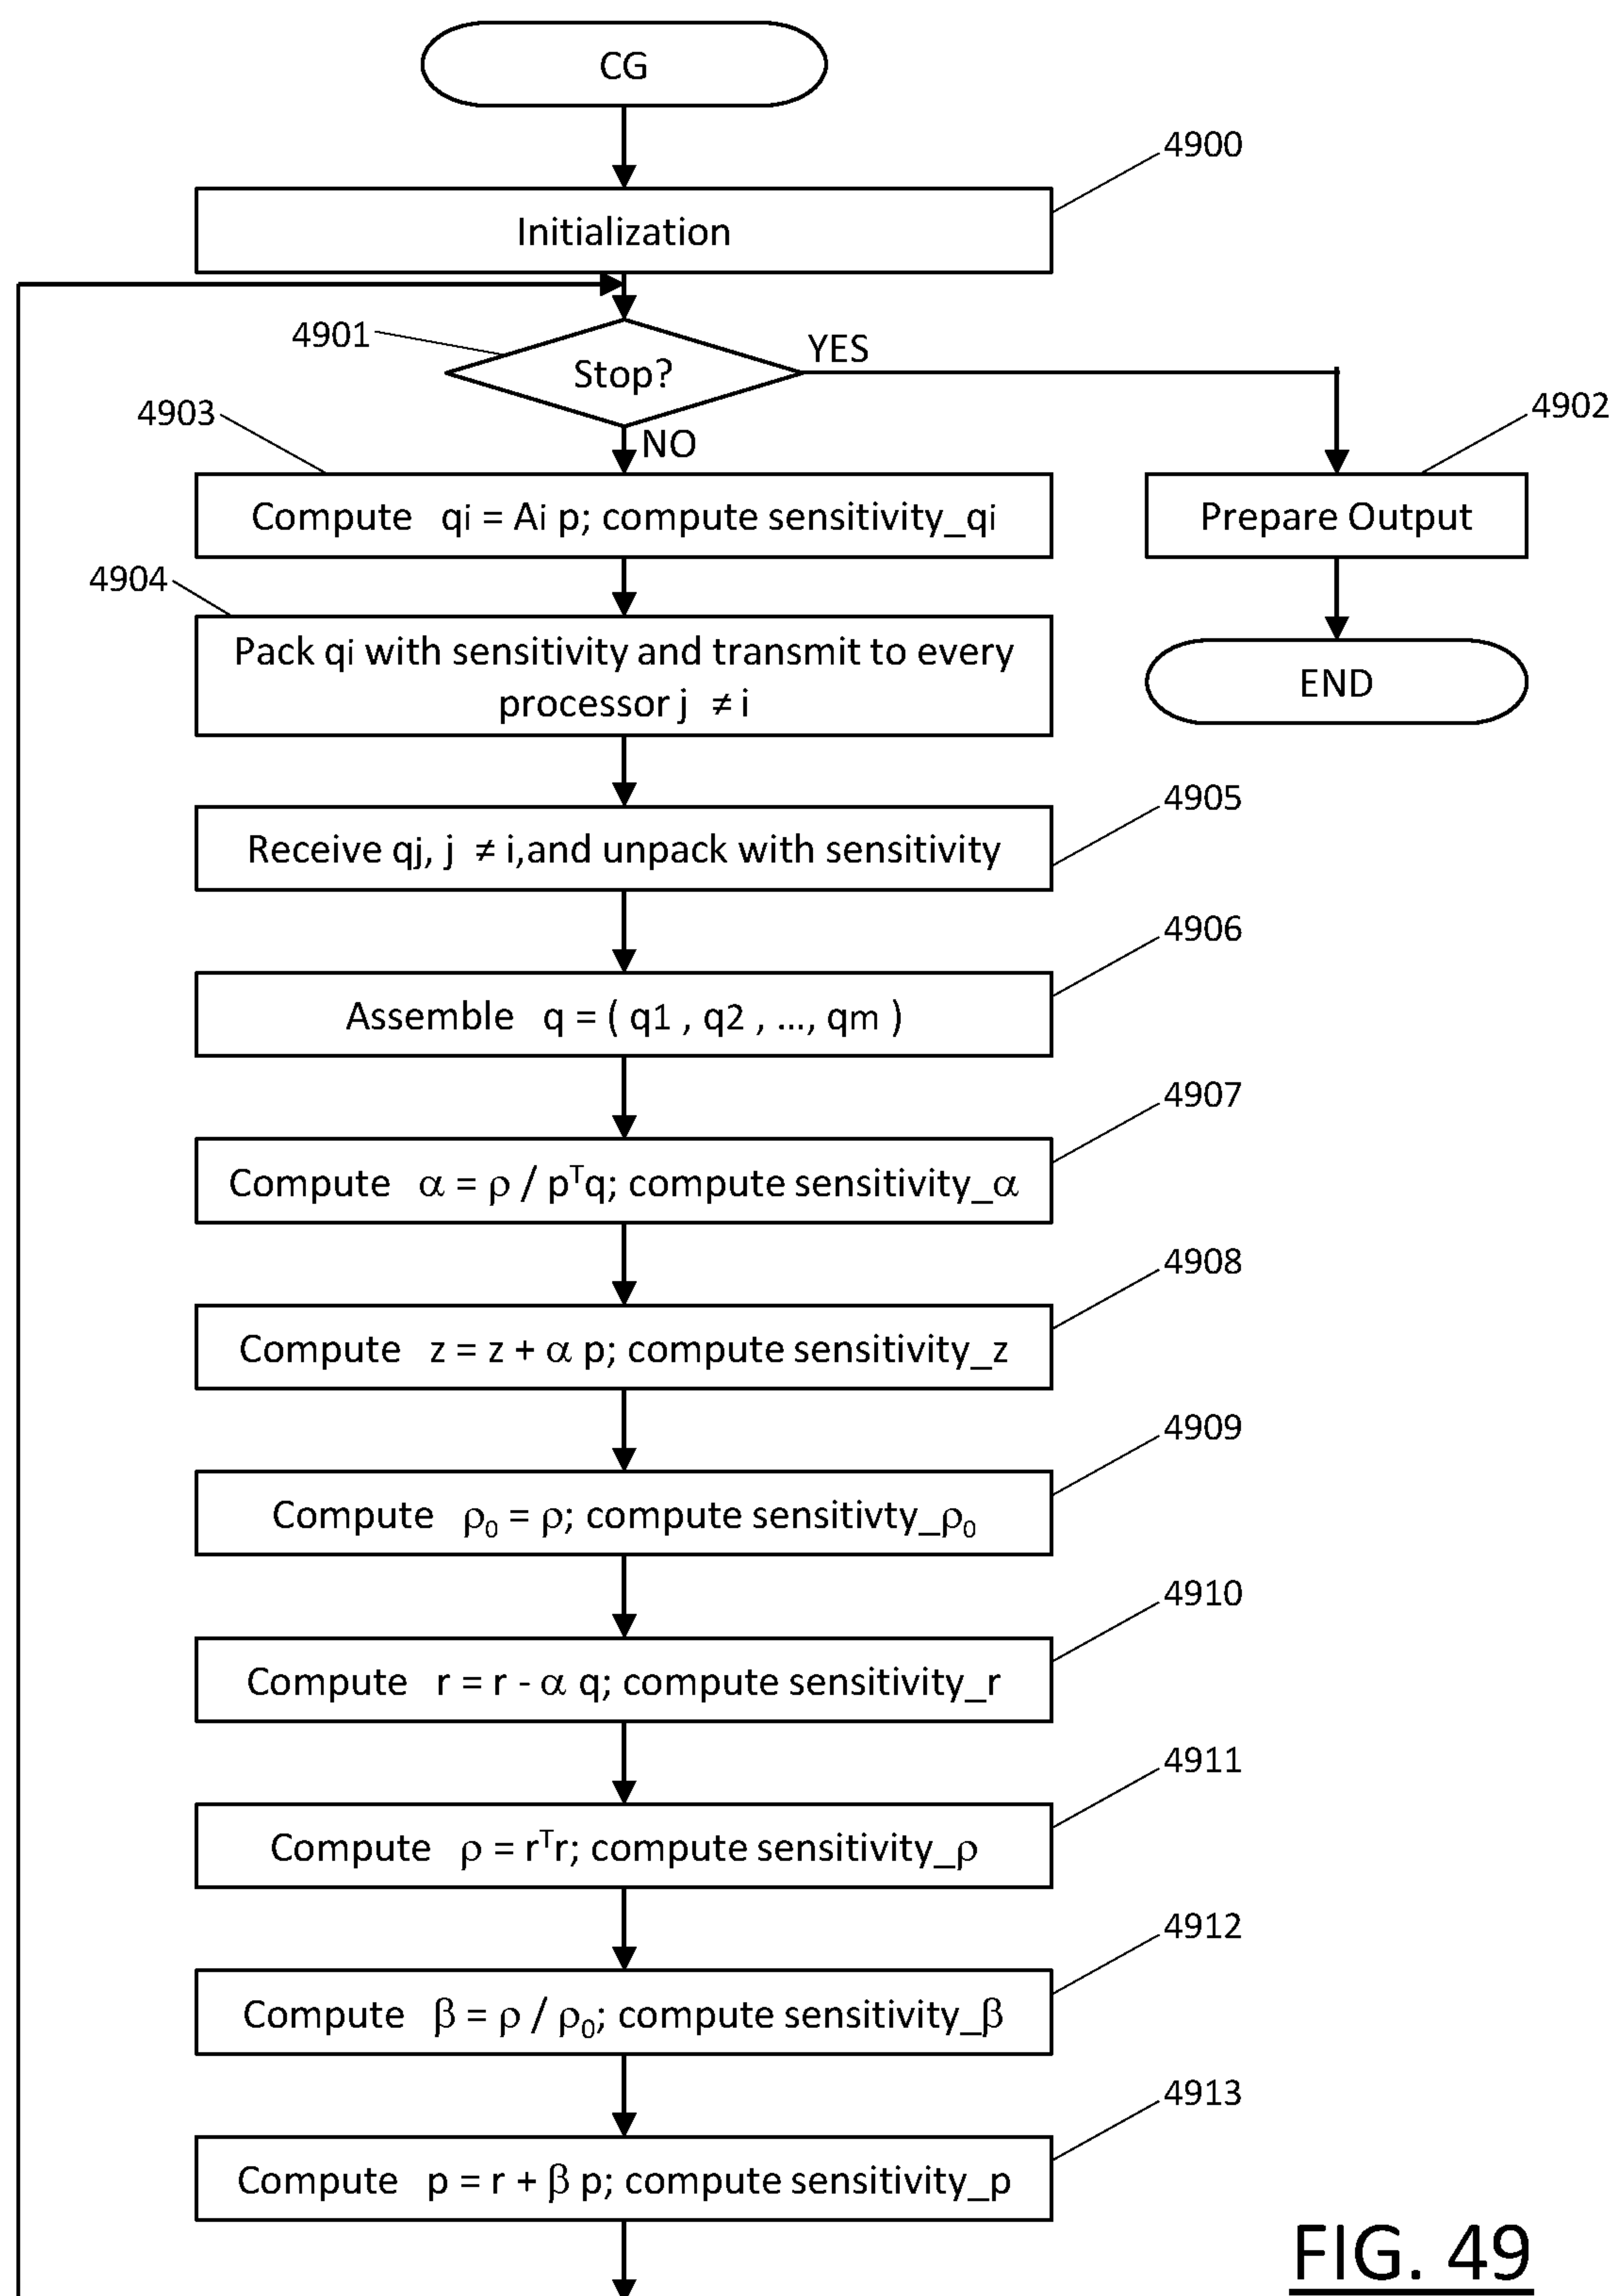 CG
4900
Initialization
4901
Stop?
YES
NO
4903
4902
Compute qi = Ai p; compute sensitivity_qi
Prepare Output
4904
Pack qi with sensitivity and transmit to every
processor j ≠ i
END
4905
Receive qj, j ≠ i,and unpack with sensitivity
4906
Assemble q = ( q1 , q2 , ..., qm )
4907
Compute α = ρ / pᵀq; compute sensitivity_α
4908
Compute z = z + α p; compute sensitivity_z
4909
Compute ρ₀ = ρ; compute sensitivty_ρ₀
4910
Compute r = r - α q; compute sensitivity_r
4911
Compute ρ = rᵀr; compute sensitivity_ρ
4912
Compute β = ρ / ρ₀; compute sensitivity_β
4913
Compute p = r + β p; compute sensitivity_p
FIG. 49